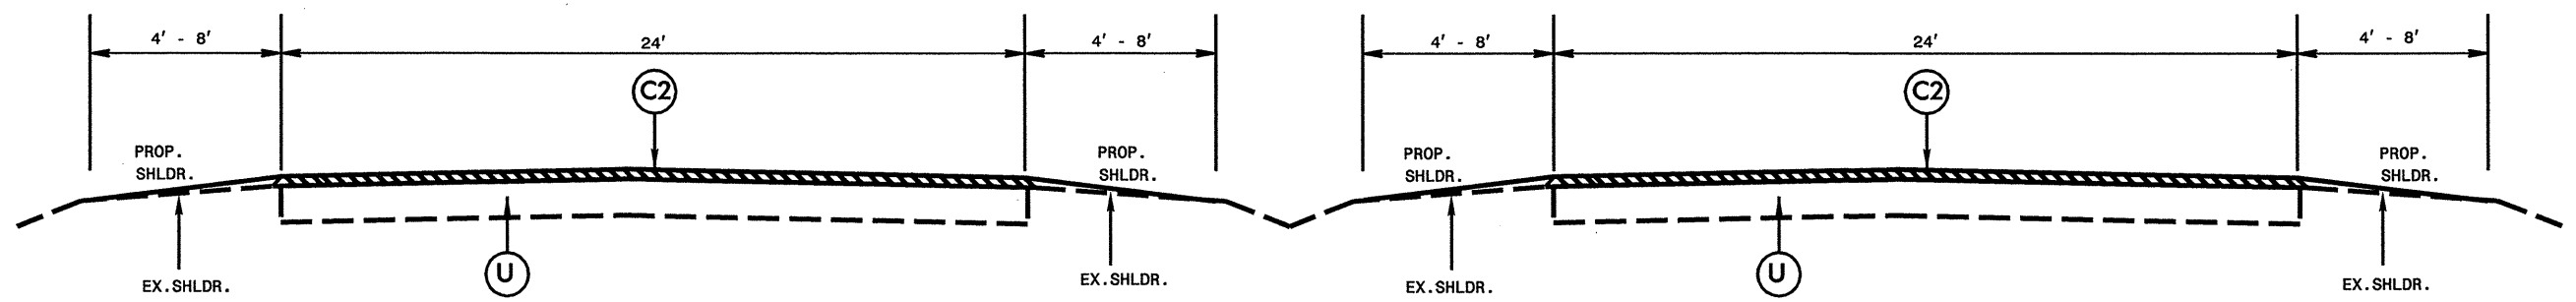 4' - 8'
24'
4' - 8'
4' - 8'
24'
4' - 8'
C2
C2
PROP.
SHLDR.
PROP.
SHLDR.
PROP.
SHLDR.
PROP.
SHLDR.
EX.SHLDR.
U
EX.SHLDR.
EX.SHLDR.
U
EX.SHLDR.